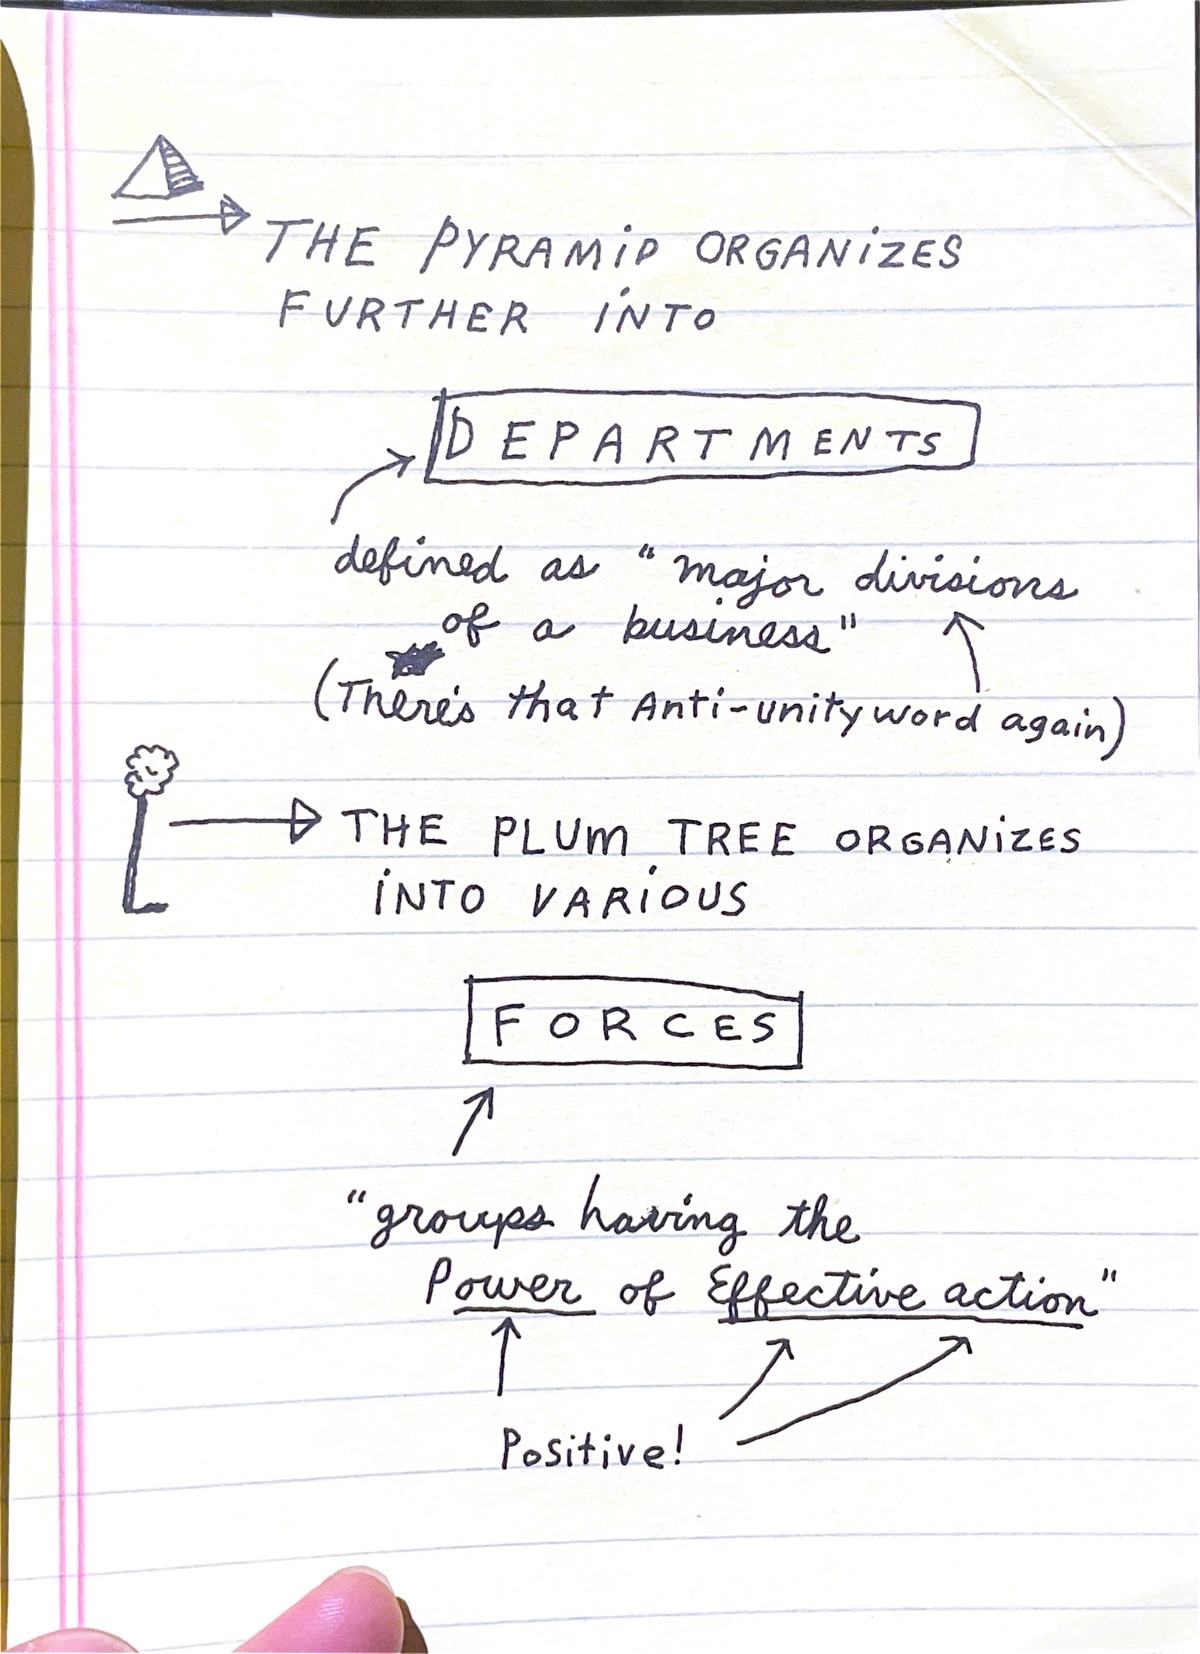 THE PYRAMID ORGANIZES
FURTHER INTO
DEPARTMENTS
defined as "major divisions
of a business"
(There's that Anti-unity word again)
THE PLUM TREE ORGANIZES
INTO VARIOUS
FORCES
"groups having the
Power of Effective action"
Positive!